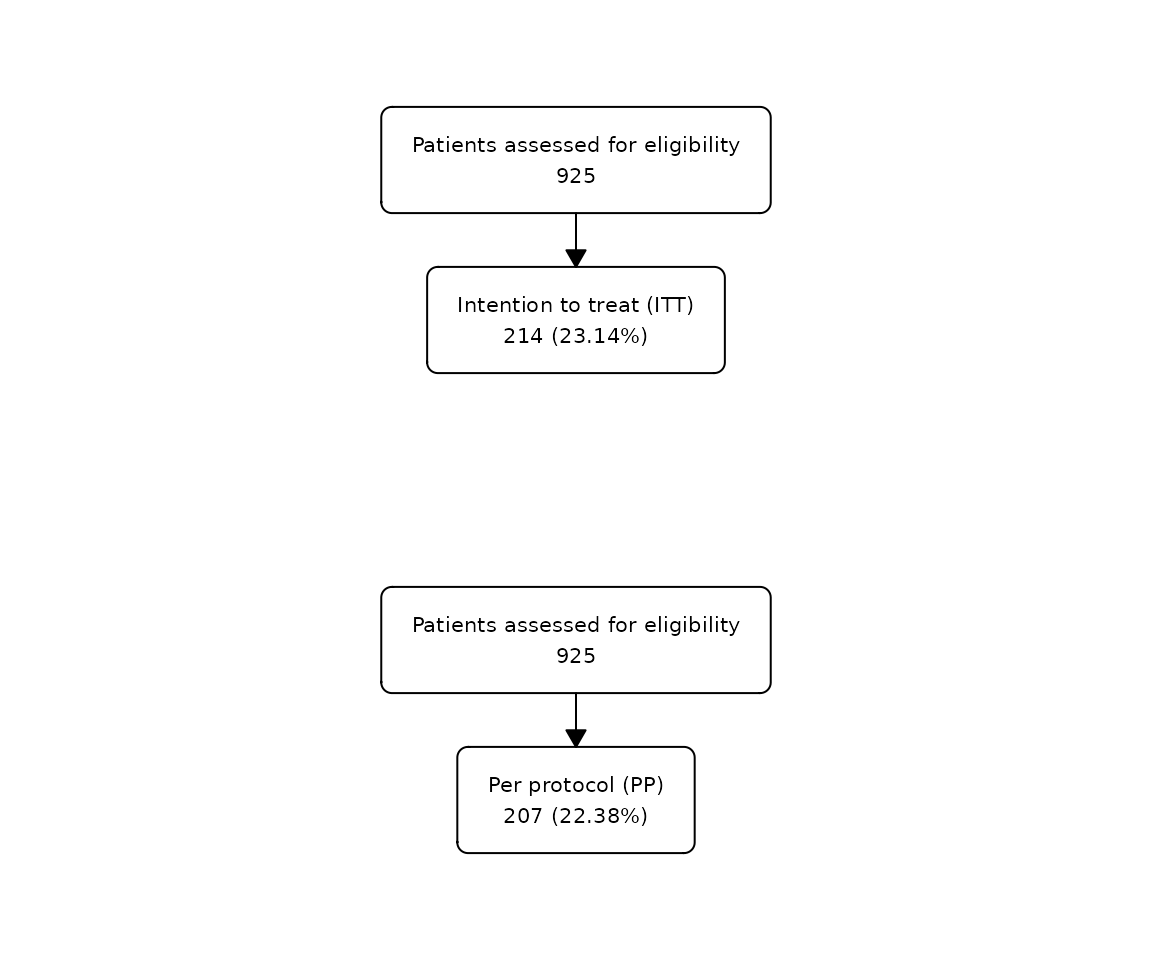 Patients assessed for eligibility
925
Intention to treat (ITT)
214 (23.14%)
Patients assessed for eligibility
925
Per protocol (PP)
207 (22.38%)